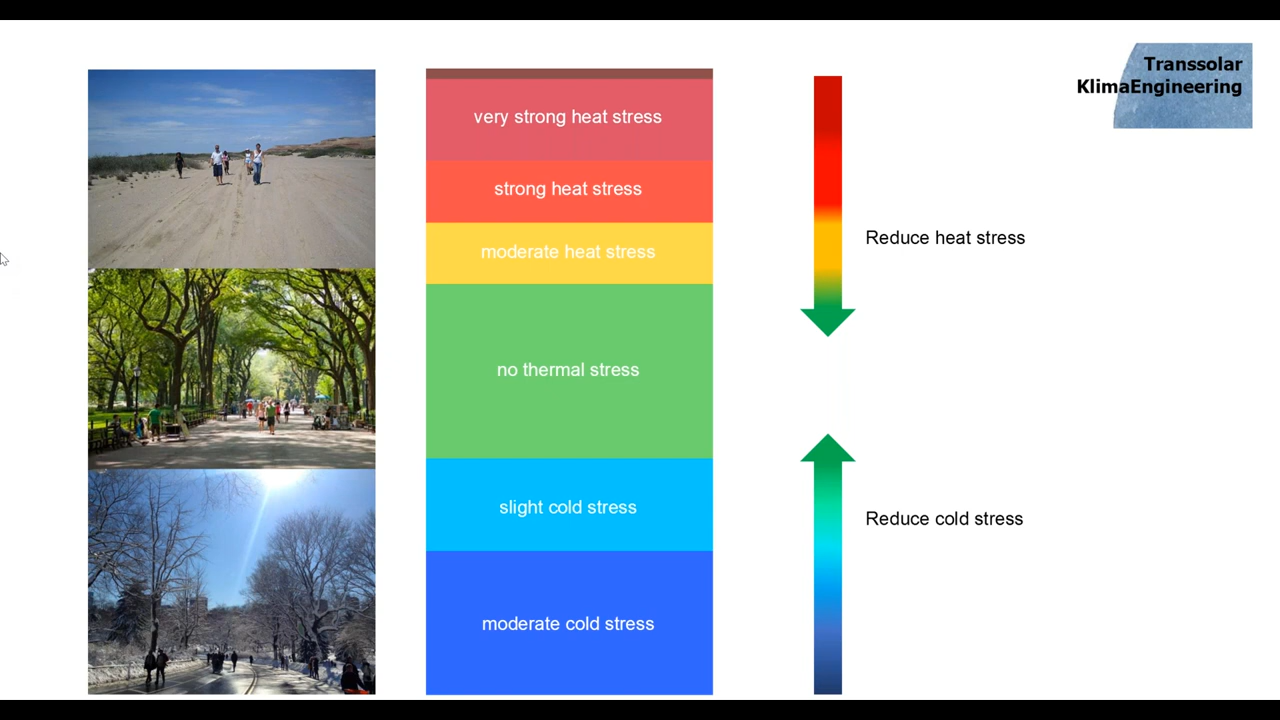 Transsolar
KlimaEngineering
very strong heat stress
strong heat stress
moderate heat stress
no thermal stress
slight cold stress
moderate cold stress
Reduce heat stress
Reduce cold stress